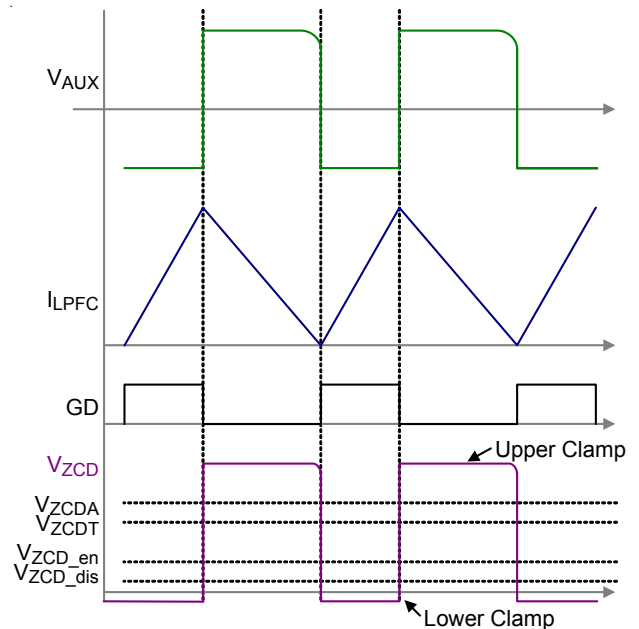 VAUX
ILPFC
GD
VZCD
Upper Clamp
VZCDA
VZCDT
VZCD_en
VZCD_dis
Lower Clamp